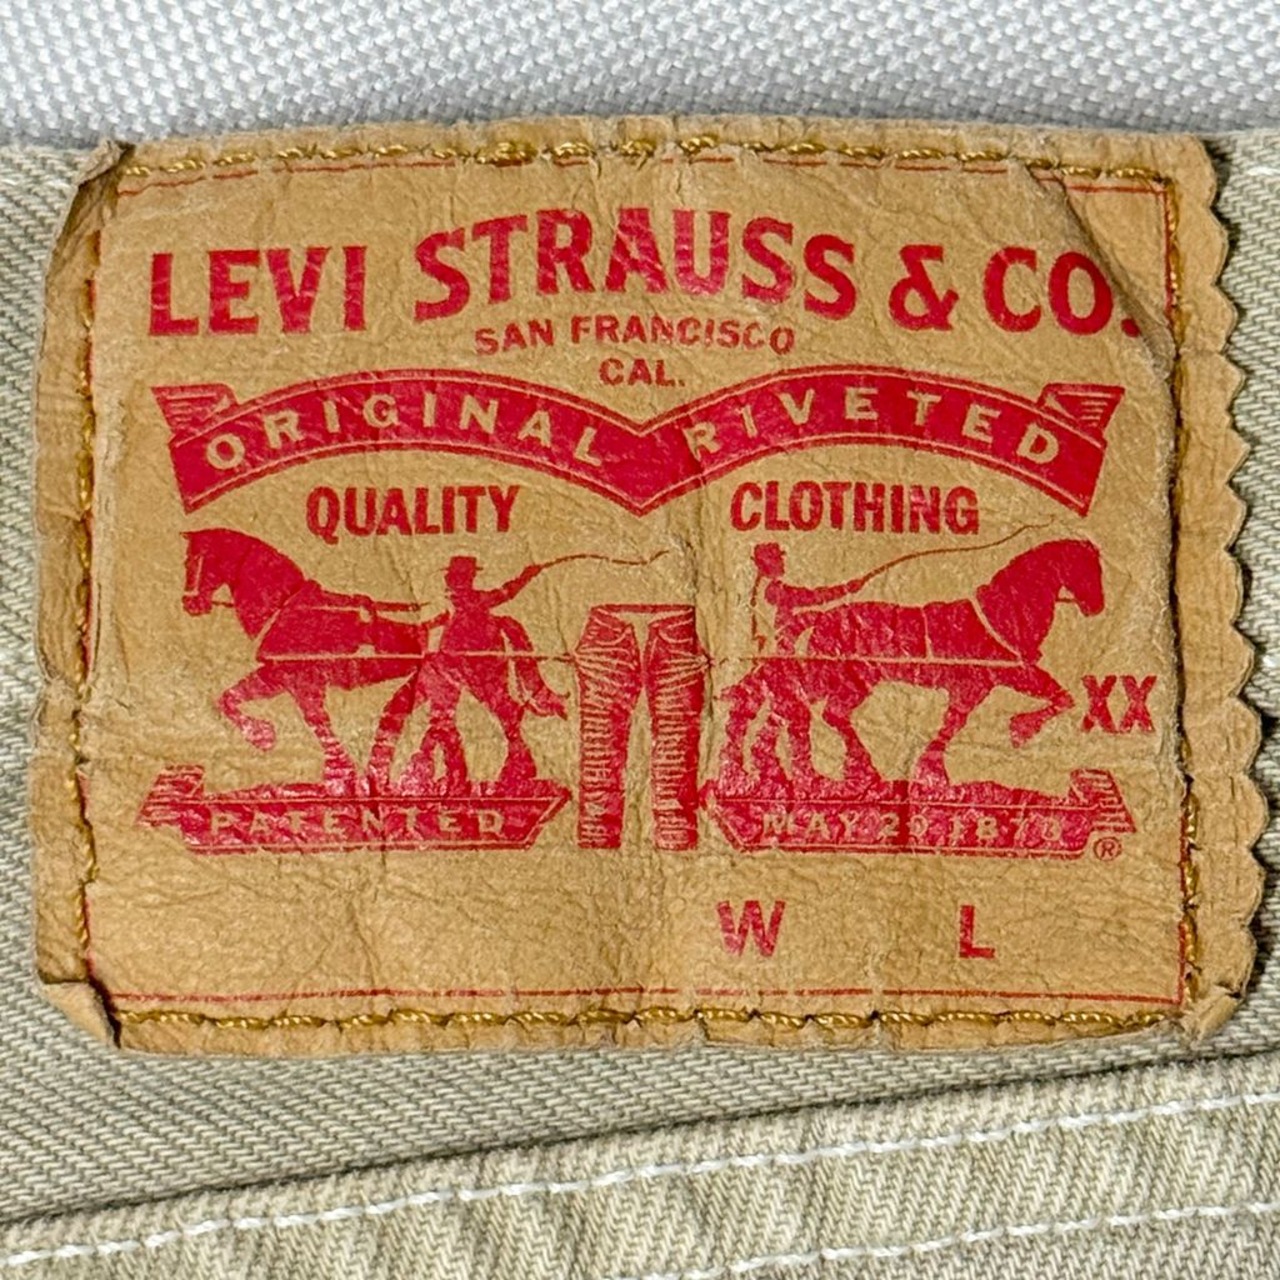 LEVI STRAUSS & CO.
SAN FRANCISCO
CAL.
ORIGINAL RIVETED
QUALITY CLOTHING
XX
PATENTED MAY 20 1873
®
W L